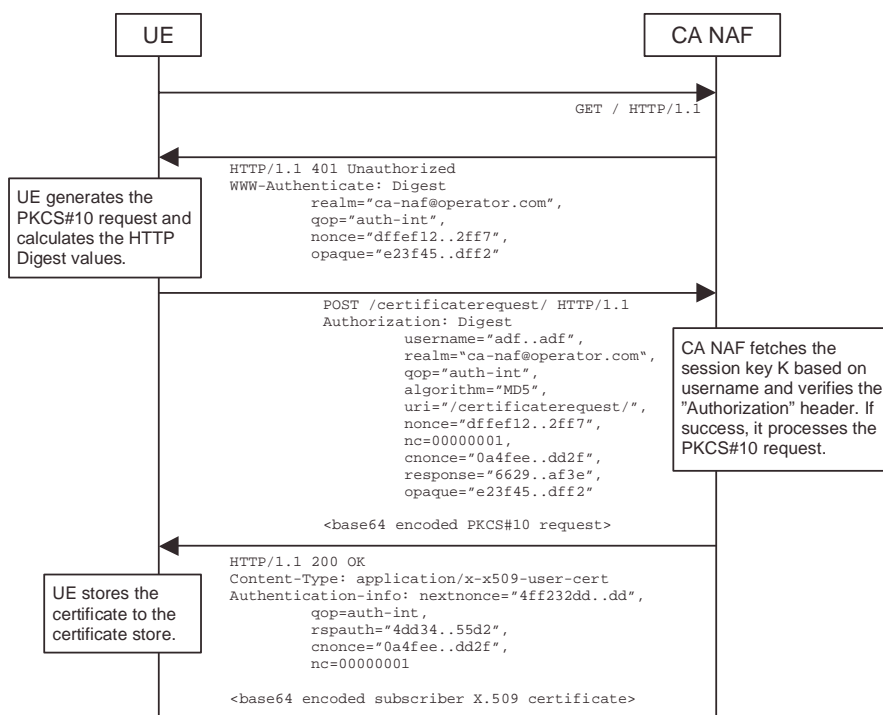 UE
CA NAF
GET / HTTP/1.1
HTTP/1.1 401 Unauthorized
WWW-Authenticate: Digest
realm="ca-naf@operator.com",
qop="auth-int",
nonce="dffef12..2ff7",
opaque="e23f45..dff2"
UE generates the
PKCS#10 request and
calculates the HTTP
Digest values.
POST /certificaterequest/ HTTP/1.1
Authorization: Digest
username="adf..adf",
realm="ca-naf@operator.com",
qop="auth-int",
algorithm="MD5",
uri="/certificaterequest/",
nonce="dffef12..2ff7",
nc=00000001,
cnonce="0a4fee..dd2f",
response="6629..af3e",
opaque="e23f45..dff2"
<base64 encoded PKCS#10 request>
CA NAF fetches the
session key K based on
username and verifies the
”Authorization” header. If
success, it processes the
PKCS#10 request.
HTTP/1.1 200 OK
Content-Type: application/x-x509-user-cert
Authentication-info: nextnonce="4ff232dd..dd",
qop=auth-int,
rspauth="4dd34..55d2",
cnonce="0a4fee..dd2f",
nc=00000001
<base64 encoded subscriber X.509 certificate>
UE stores the
certificate to the
certificate store.